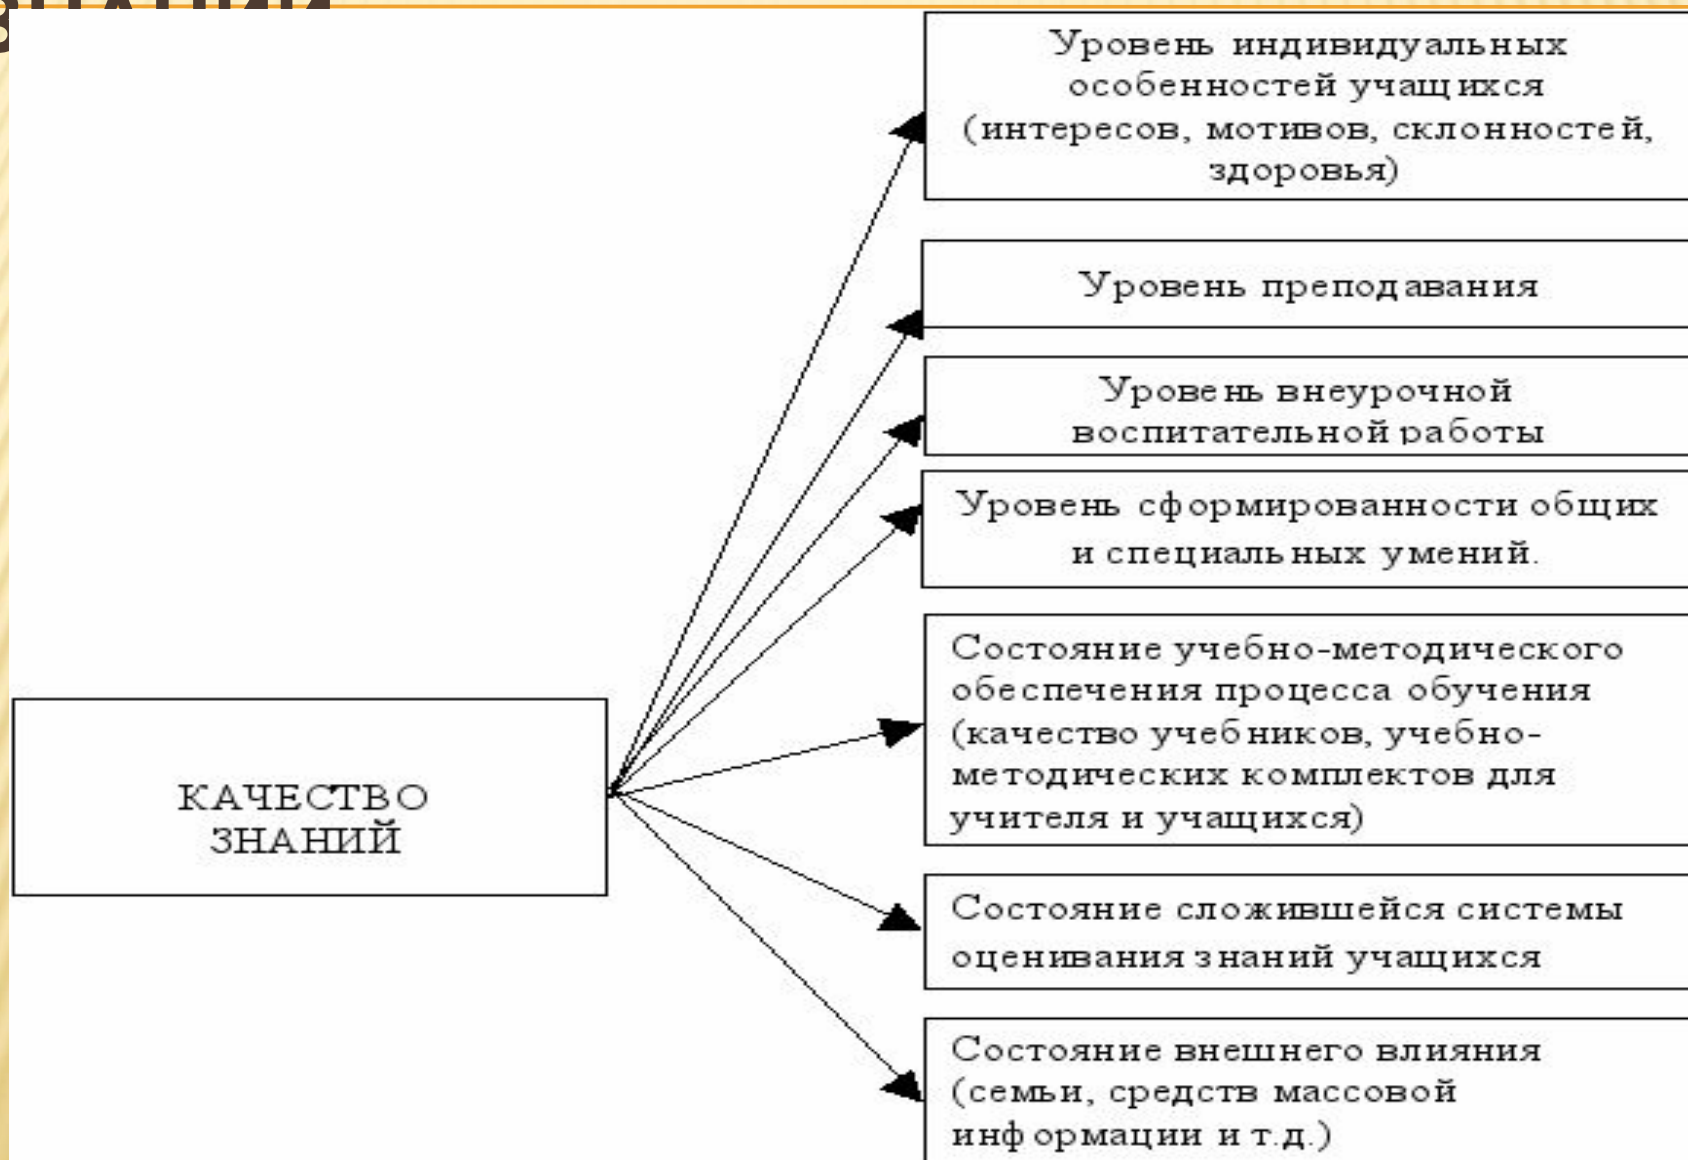 Уровень индивидуальных
особенностей учащихся
(интересов, мотивов, склонностей,
здоровья)
Уровень преподавания
Уровень внеурочной
воспитательной работы
Уровень сформированности общих
и специальных умений.
Состояние учебно-методического
обеспечения процесса обучения
(качество учебников, учебно-
методических комплектов для
учителя и учащихся)
КАЧЕСТВО
ЗНАНИЙ
Состояние сложившейся системы
оценивания знаний учащихся
Состояние внешнего влияния
(семьи, средств массовой
информации и т.д.)